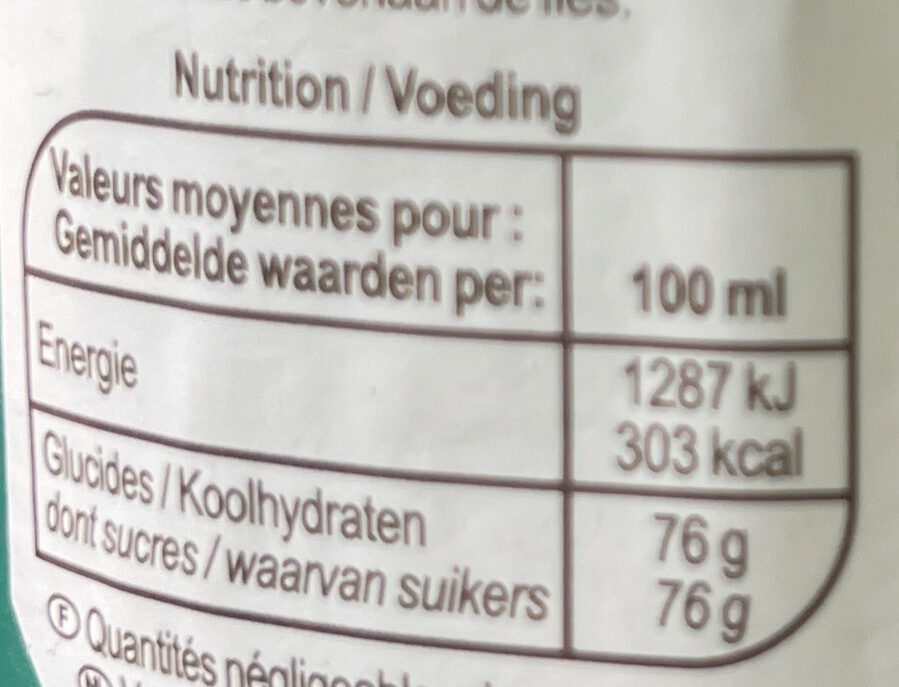 Nutrition / Voeding
Valeurs moyennes pour :
Gemiddelde waarden per:
100 ml
Energie
1287 kJ
303 kcal
Glucides / Koolhydraten
76 g
dont sucres / waarvan suikers
76 g
Ⓕ Quantités